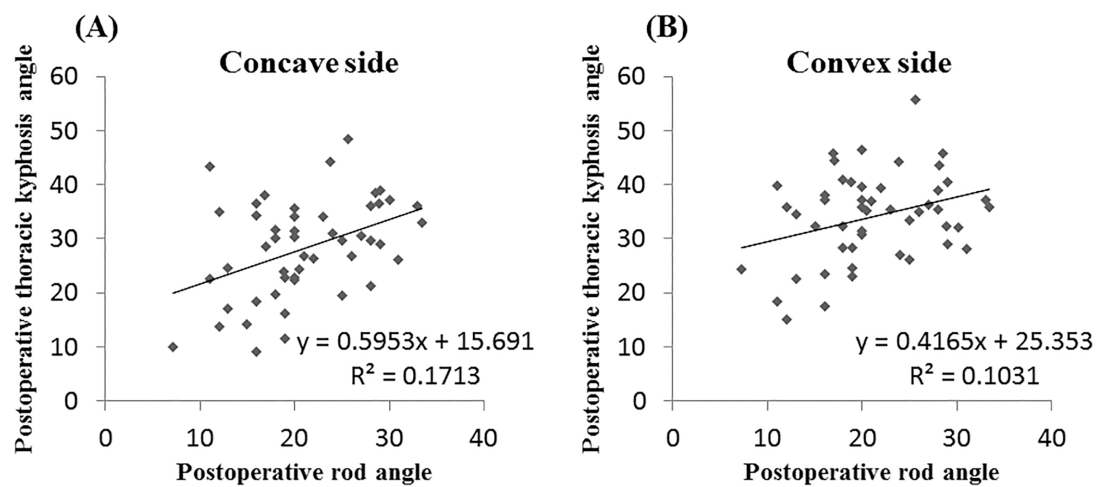 (A)
Concave side
Postoperative thoracic kyphosis angle
60
50
40
30
20
10
0
y = 0.5953x + 15.691
R² = 0.1713
0 10 20 30 40
Postoperative rod angle
(B)
Convex side
Postoperative thoracic kyphosis angle
60
50
40
30
20
10
0
y = 0.4165x + 25.353
R² = 0.1031
0 10 20 30 40
Postoperative rod angle